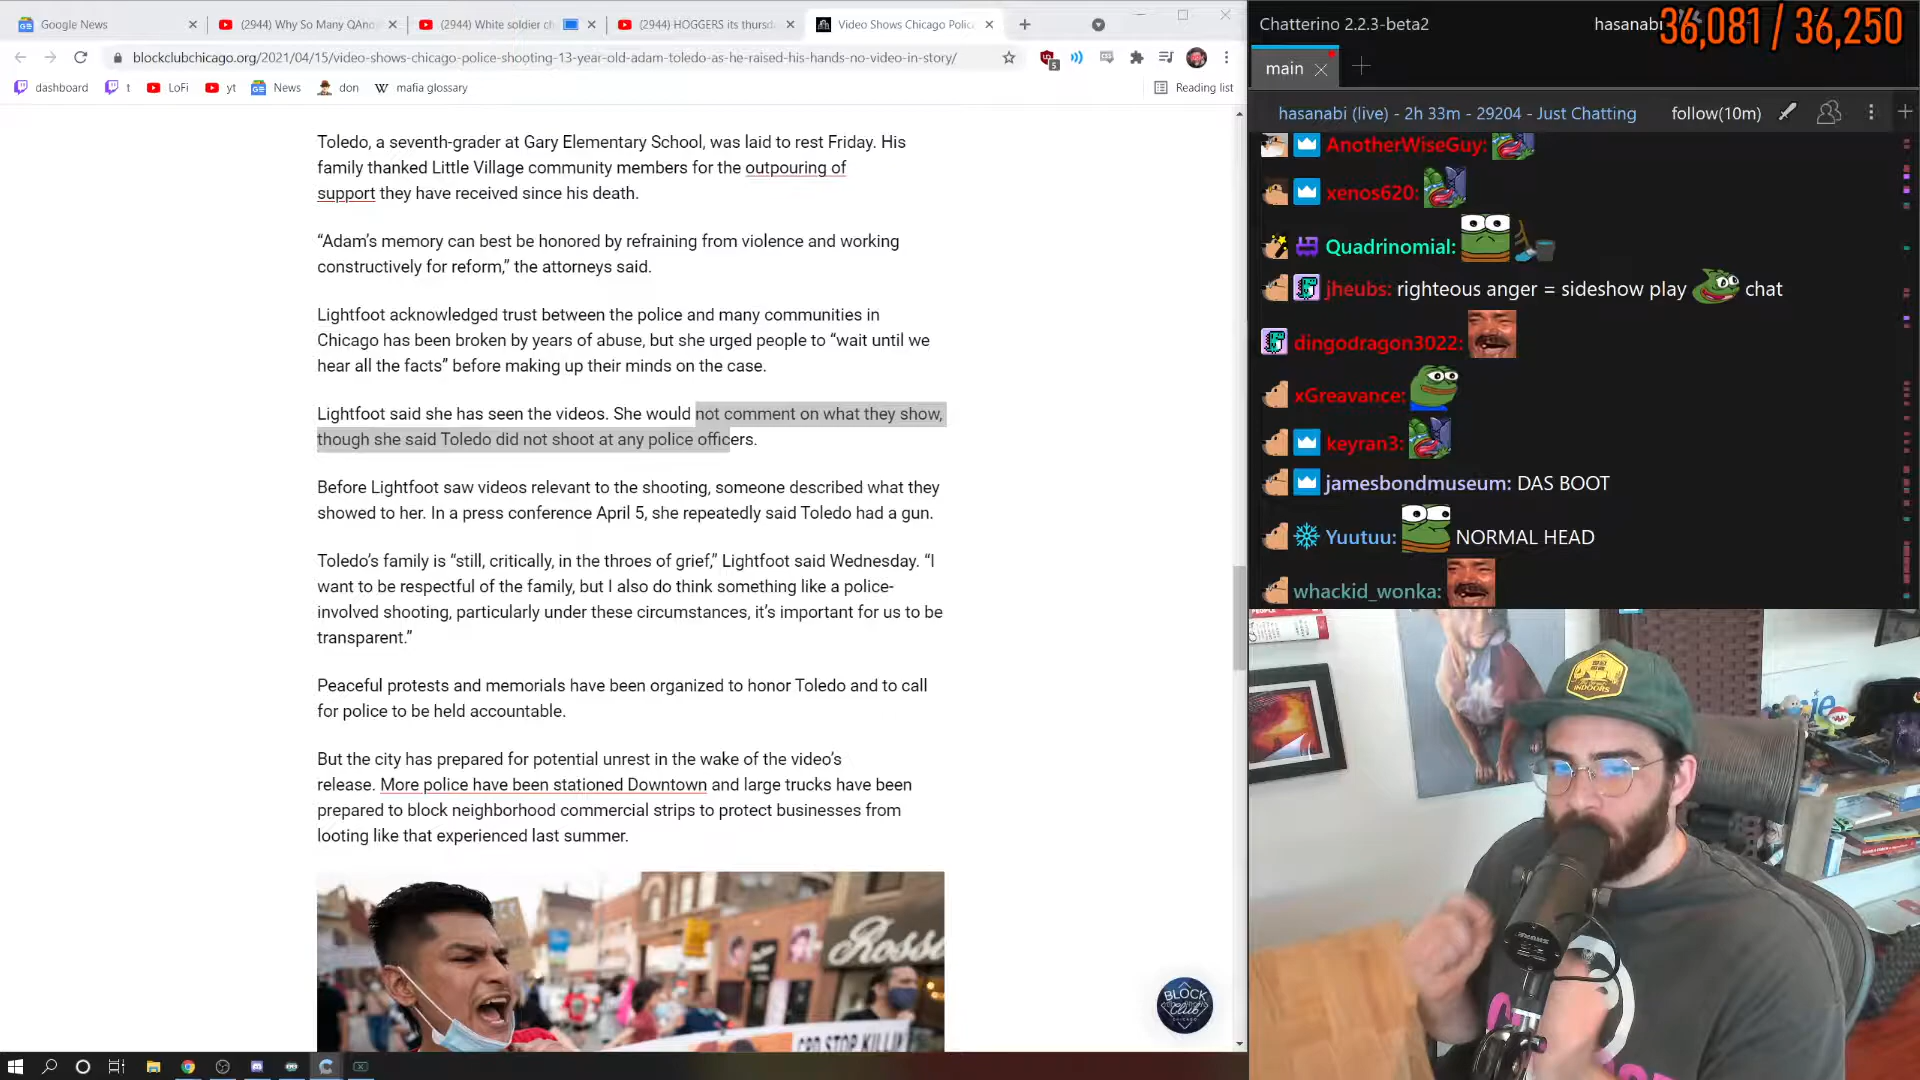 Google News
(2944) Why So Many QAno
(2944) White soldier ch
(2944) HOGGERS its thursd
Video Shows Chicago Polic
blockclubchicago.org/2021/04/15/video-shows-chicago-police-shooting-13-year-old-adam-toledo-as-he-raised-his-hands-no-video-in-story/
5
dashboard
t
LoFi
yt
News
don
mafia glossary
Reading list
Toledo, a seventh-grader at Gary Elementary School, was laid to rest Friday. His
family thanked Little Village community members for the outpouring of
support they have received since his death.
“Adam’s memory can best be honored by refraining from violence and working
constructively for reform,” the attorneys said.
Lightfoot acknowledged trust between the police and many communities in
Chicago has been broken by years of abuse, but she urged people to “wait until we
hear all the facts” before making up their minds on the case.
Lightfoot said she has seen the videos. She would not comment on what they show,
though she said Toledo did not shoot at any police officers.
Before Lightfoot saw videos relevant to the shooting, someone described what they
showed to her. In a press conference April 5, she repeatedly said Toledo had a gun.
Toledo’s family is “still, critically, in the throes of grief,” Lightfoot said Wednesday. “I
want to be respectful of the family, but I also do think something like a police-
involved shooting, particularly under these circumstances, it’s important for us to be
transparent.”
Peaceful protests and memorials have been organized to honor Toledo and to call
for police to be held accountable.
But the city has prepared for potential unrest in the wake of the video’s
release. More police have been stationed Downtown and large trucks have been
prepared to block neighborhood commercial strips to protect businesses from
looting like that experienced last summer.
Ross
CPD STOP KILLIN
BLOCK
CLUB
Chatterino 2.2.3-beta2
hasanabi
36,081 / 36,250
main
hasanabi (live) - 2h 33m - 29204 - Just Chatting
follow(10m)
AnotherWiseGuy:
xenos620:
Quadrinomial:
jheubs: righteous anger = sideshow play chat
dingodragon3022:
xGreavance:
keyran3:
jamesbondmuseum: DAS BOOT
Yuutuu: NORMAL HEAD
whackid_wonka:
INDOORS